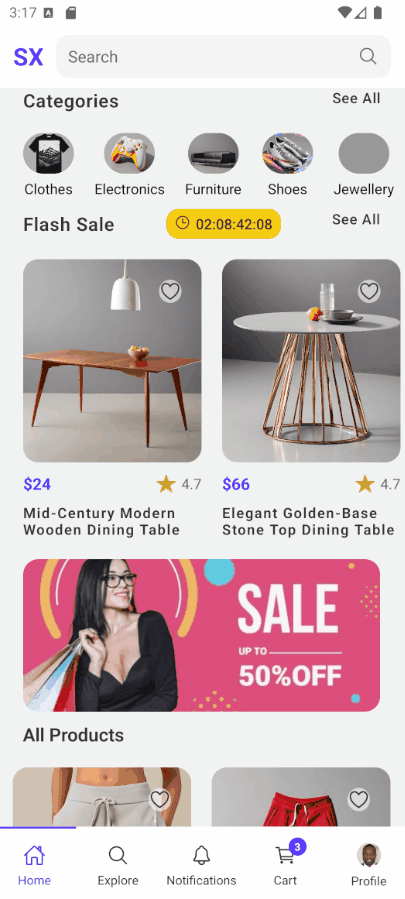 3:17
SX
Search
Categories
See All
Clothes
Electronics
Furniture
Shoes
Jewellery
Flash Sale
02:08:42:08
See All
$24
4.7
Mid-Century Modern
Wooden Dining Table
$66
4.7
Elegant Golden-Base
Stone Top Dining Table
SALE
UP TO
50%OFF
All Products
Home
Explore
Notifications
3
Cart
Profile